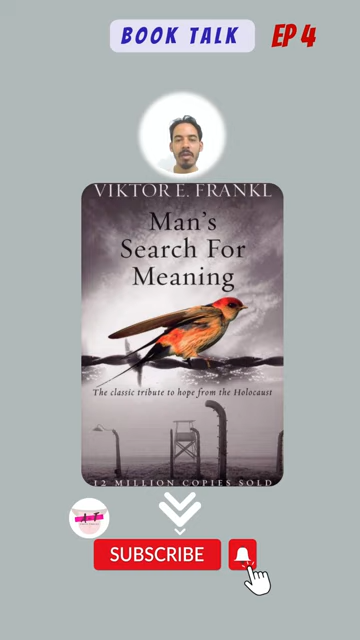 BOOK TALK EP 4
VIKTOR E. FRANKL
Man's
Search For
Meaning
The classic tribute to hope from the Holocaust
12 MILLION COPIES SOLD
SUBSCRIBE